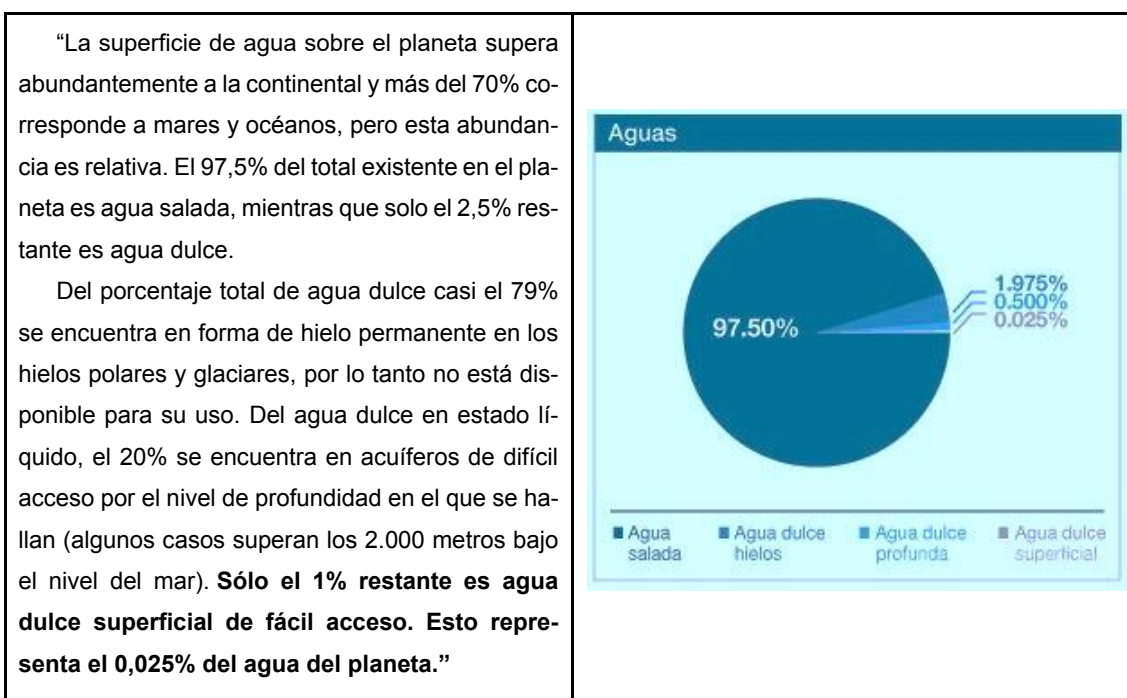 “La superficie de agua sobre el planeta supera
abundantemente a la continental y más del 70% co-
rresponde a mares y océanos, pero esta abundan-
cia es relativa. El 97,5% del total existente en el pla-
neta es agua salada, mientras que solo el 2,5% res-
tante es agua dulce.
Del porcentaje total de agua dulce casi el 79%
se encuentra en forma de hielo permanente en los
hielos polares y glaciares, por lo tanto no está dis-
ponible para su uso. Del agua dulce en estado lí-
quido, el 20% se encuentra en acuíferos de difícil
acceso por el nivel de profundidad en el que se ha-
llan (algunos casos superan los 2.000 metros bajo
el nivel del mar). Sólo el 1% restante es agua
dulce superficial de fácil acceso. Esto repre-
senta el 0,025% del agua del planeta.”
Aguas
97.50%
1.975%
0.500%
0.025%
Agua salada
Agua dulce hielos
Agua dulce profunda
Agua dulce superficial